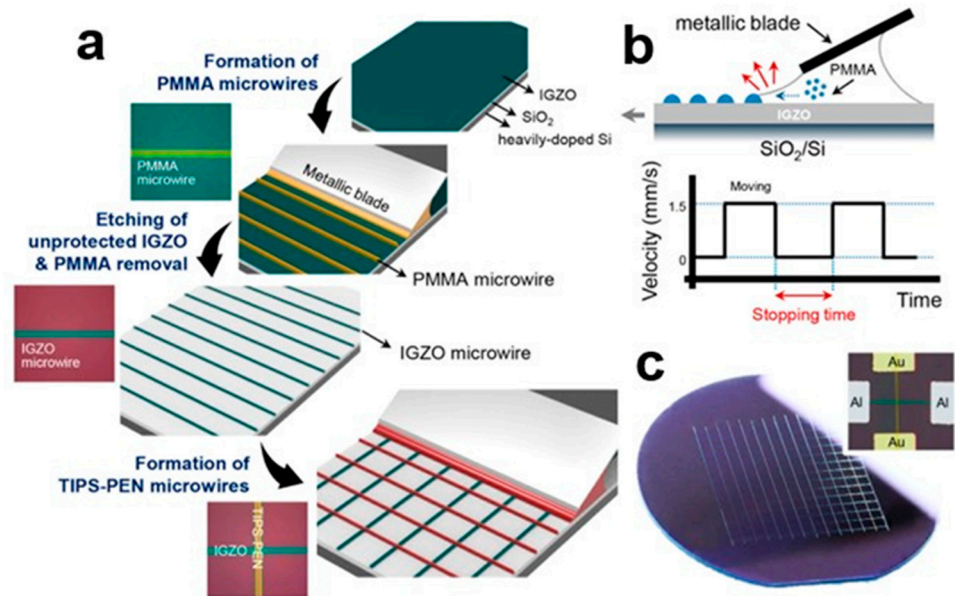 a
Formation of
PMMA microwires
IGZO
SiO₂
heavily-doped Si
PMMA
microwire
Metallic blade
Etching of
unprotected IGZO
& PMMA removal
PMMA microwire
IGZO
microwire
IGZO microwire
Formation of
TIPS-PEN microwires
IGZO
TIPS-PEN
b
metallic blade
PMMA
IGZO
SiO₂/Si
Velocity (mm/s)
1.5
0
Moving
Stopping time
Time
c
Au
Al
Al
Au